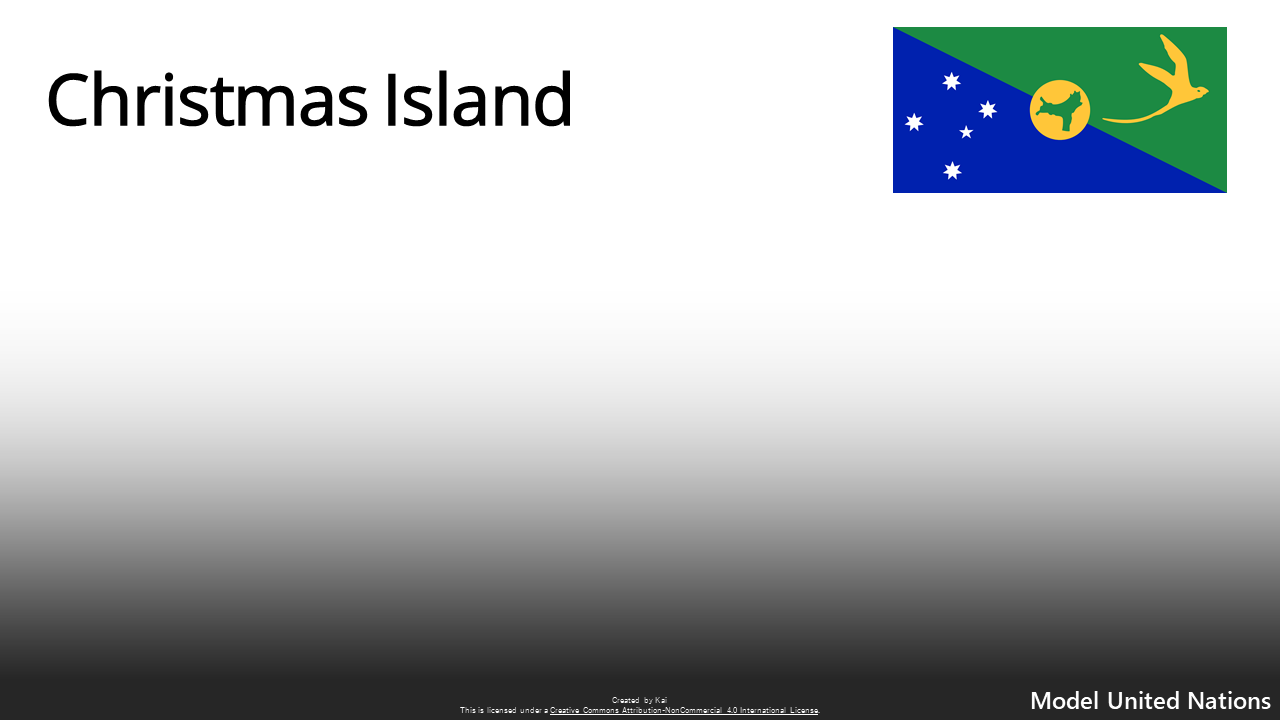 Christmas Island
Created by Kai
This is licensed under a Creative Commons Attribution-NonCommercial 4.0 International License.
Model United Nations